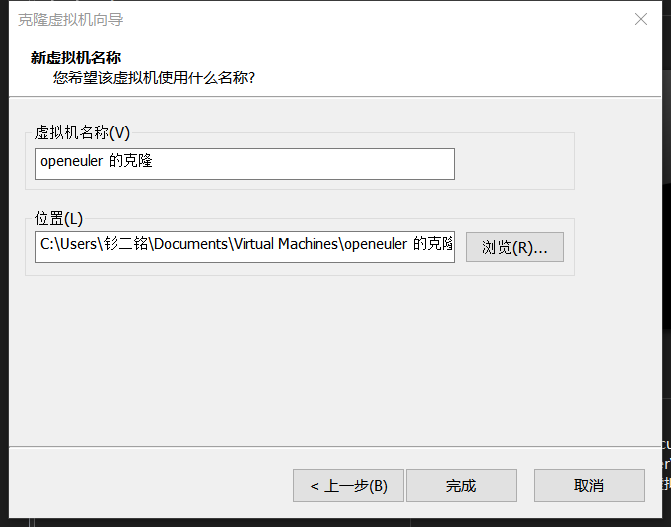 克隆虚拟机向导
新虚拟机名称
您希望该虚拟机使用什么名称?
虚拟机名称(V)
openeuler 的克隆
位置(L)
C:\Users\钐二铭\Documents\Virtual Machines\openeuler 的克隆
浏览(R)...
< 上一步(B)
完成
取消